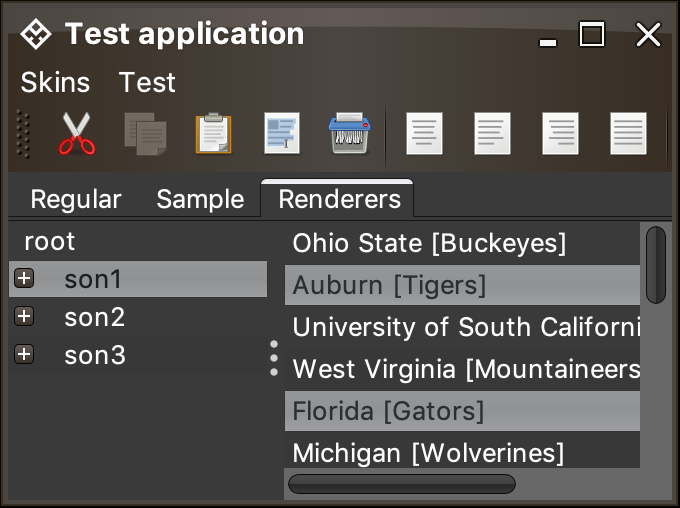 Test application
Skins Test
Regular Sample Renderers
root
son1
son2
son3
Ohio State [Buckeyes]
Auburn [Tigers]
University of South Californi
West Virginia [Mountaineers
Florida [Gators]
Michigan [Wolverines]